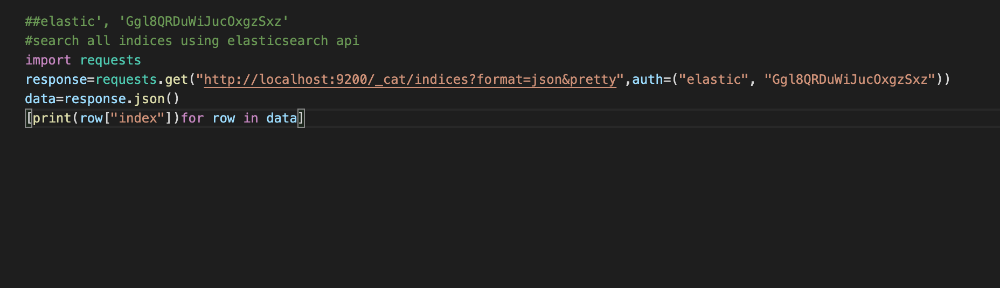 ##elastic', 'Ggl8QRDuWiJucOxgzSxz'
#search all indices using elasticsearch api
import requests
response=requests.get("http://localhost:9200/_cat/indices?format=json&pretty",auth=("elastic", "Ggl8QRDuWiJucOxgzSxz"))
data=response.json()
[print(row["index"])for row in data]